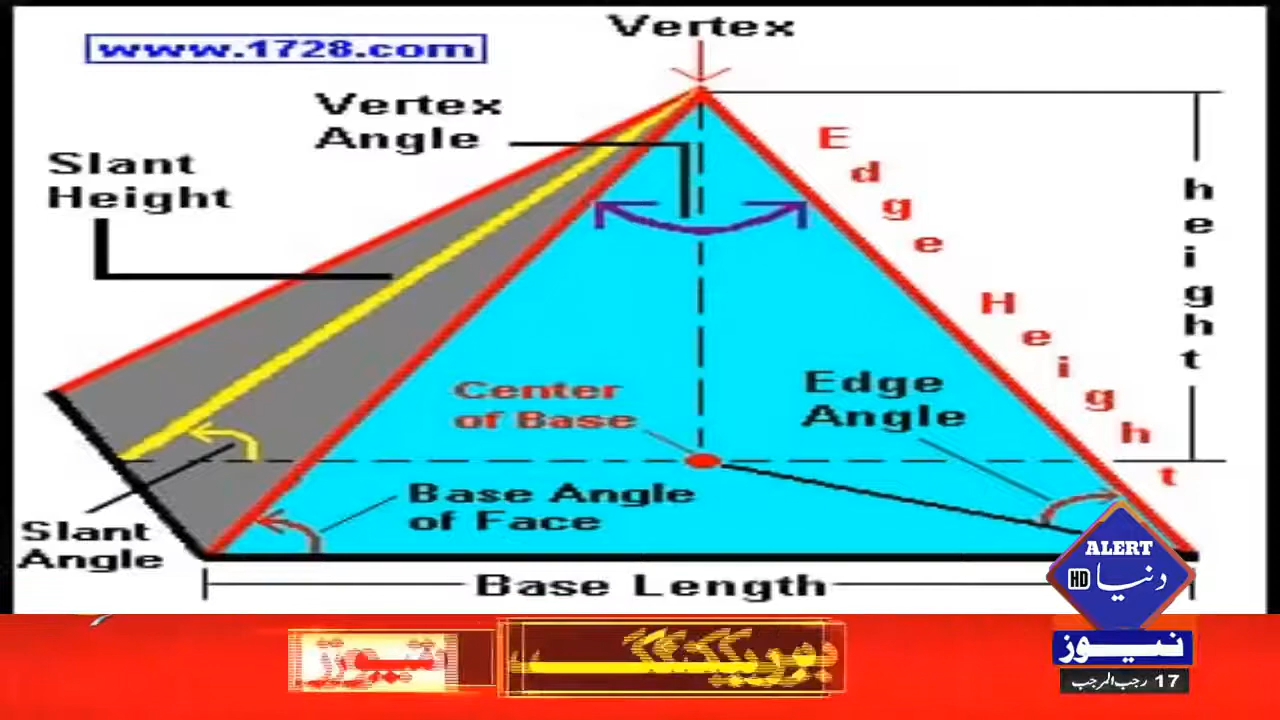 www.1728.com
Vertex
Vertex
Angle
Slant
Height
Edge Height
height
Center
of Base
Edge
Angle
Base Angle
of Face
Slant
Angle
Base Length
ALERT
HD دنیا
نیوز
17 رجب المرجب
بریکنگ
نیوز